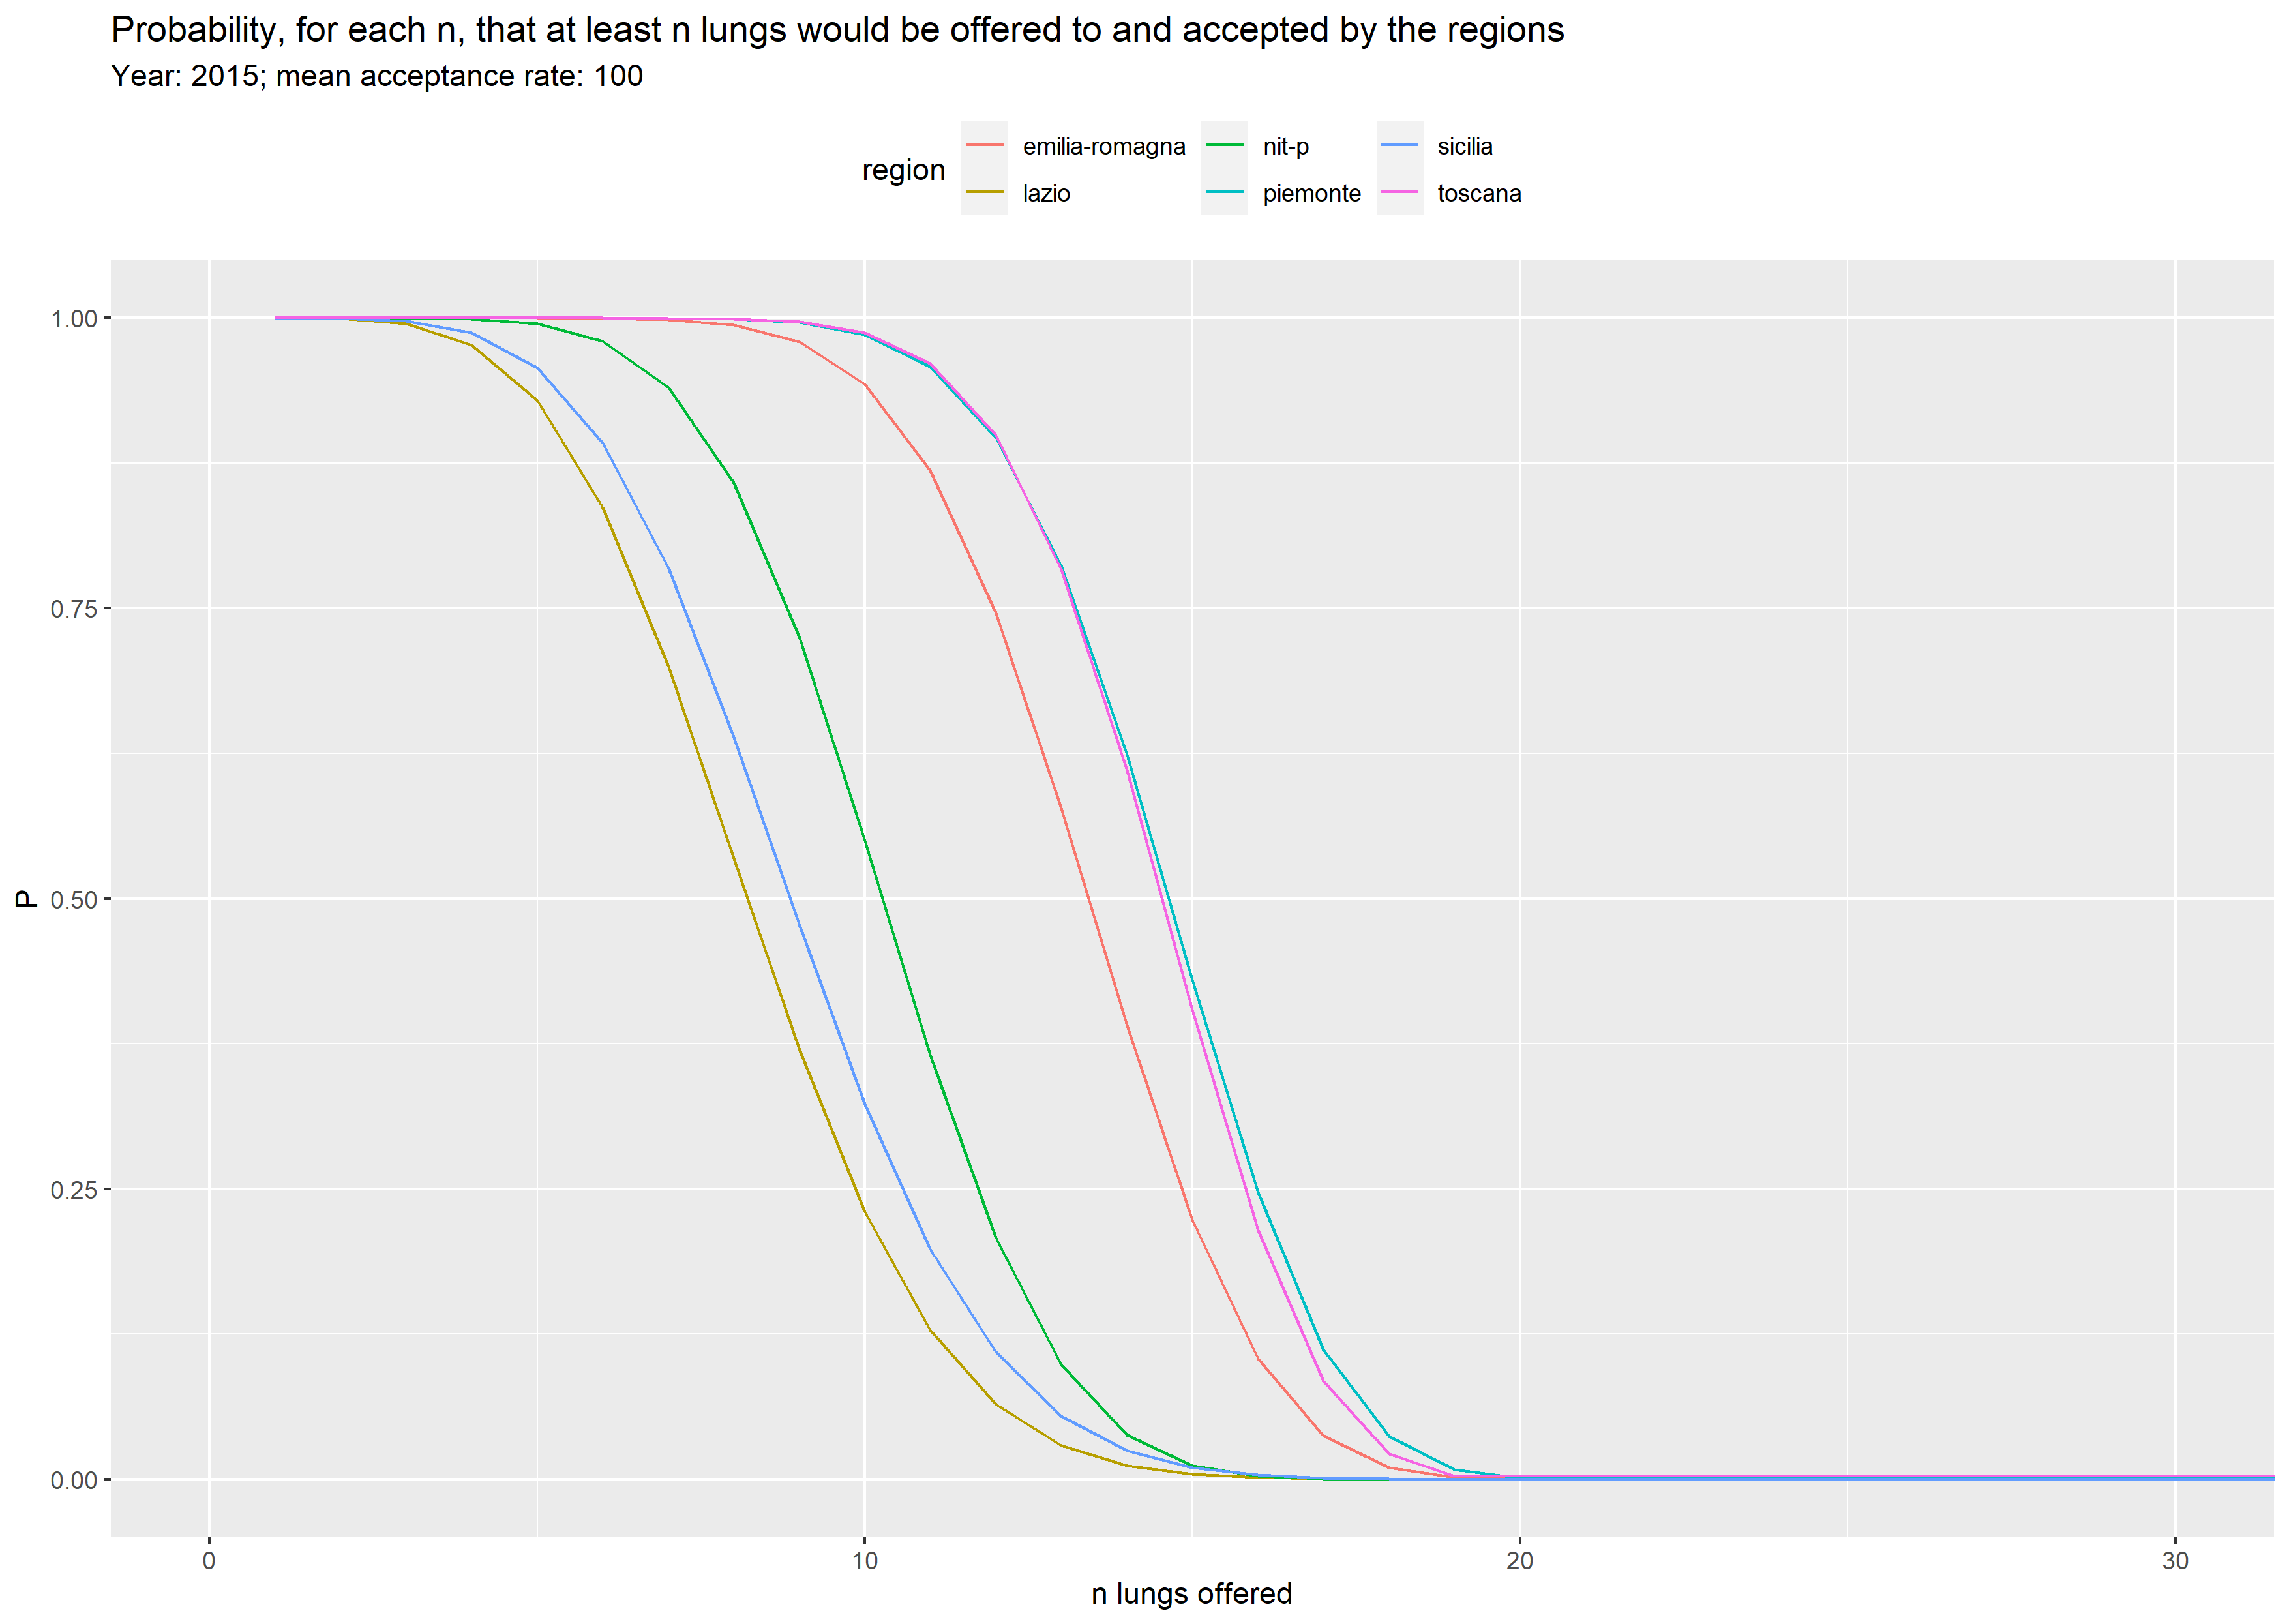 Probability, for each n, that at least n lungs would be offered to and accepted by the regions
Year: 2015; mean acceptance rate: 100
region
emilia-romagna nit-p sicilia
lazio piemonte toscana
1.00
0.75
0.50
0.25
0.00
P
0 10 20 30
n lungs offered